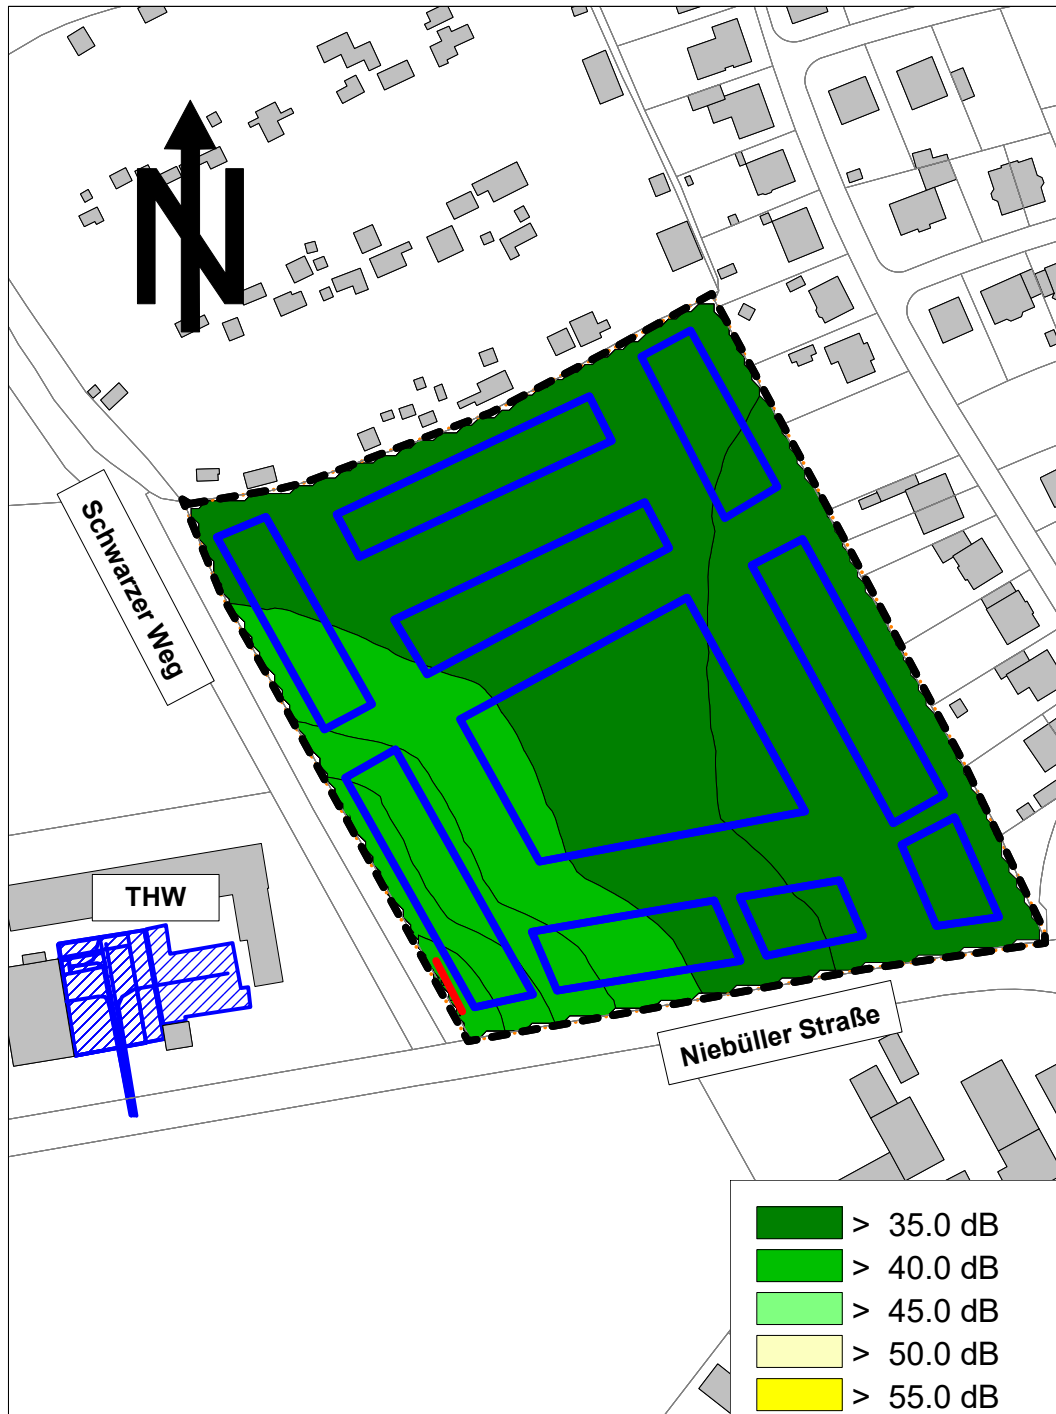 N
Schwarzer Weg
THW
Niebüller Straße
> 35.0 dB
> 40.0 dB
> 45.0 dB
> 50.0 dB
> 55.0 dB